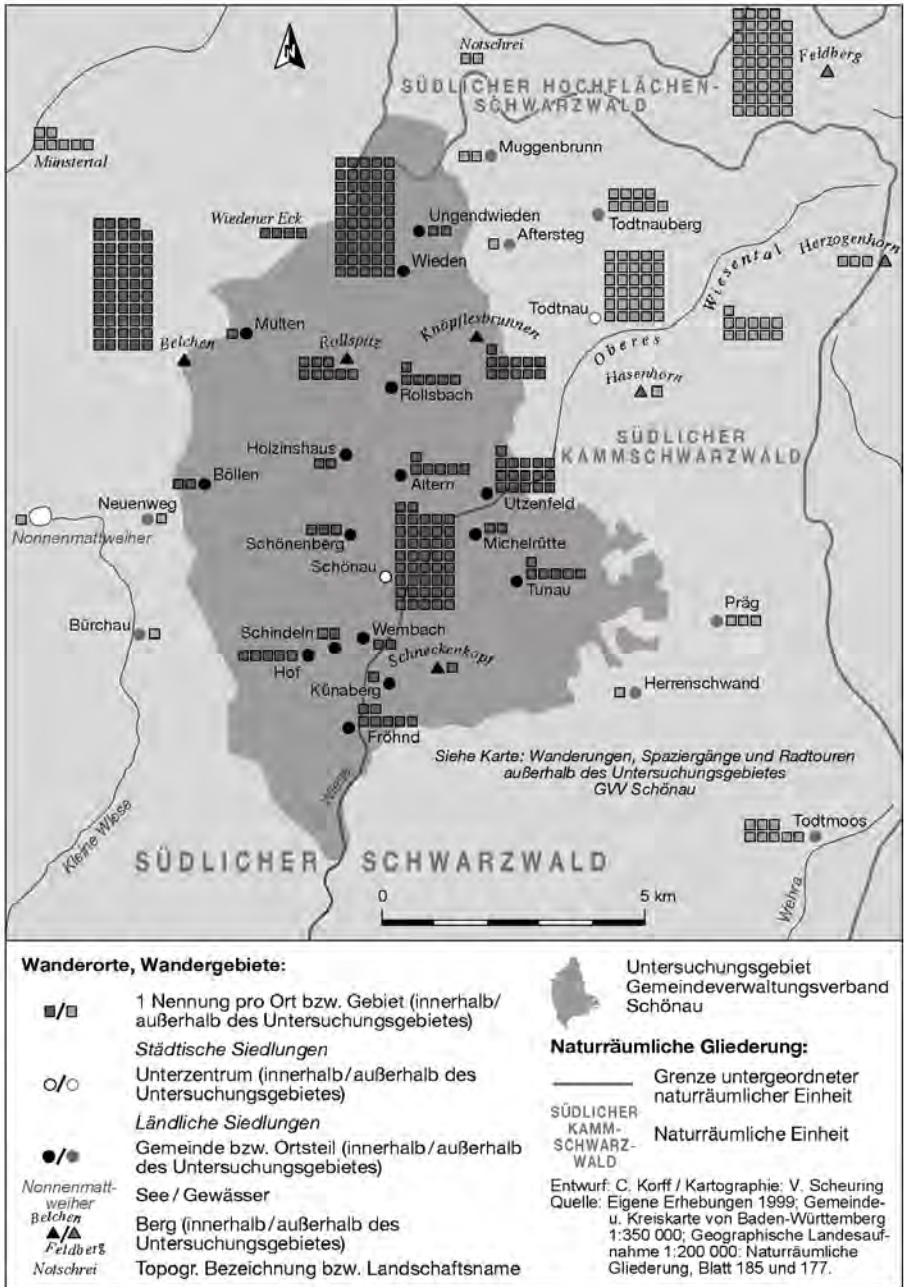 N
Notschrei
Feldberg
SÜDLICHER HOCHFLÄCHEN-
SCHWARZWALD
Münstertal
Muggenbrunn
Wiedener Eck
Ungendwieden
Aftersteg
Todtnauberg
Wieden
Herzogenhorn
Wiesental
Oberes
Todtnau
Multen
Belchen
Rollspitz
Knöpflesbrunnen
Rollsbach
Hasenhorn
SÜDLICHER
KAMMSCHWARZWALD
Holzinshaus
Böllen
Altern
Utzenfeld
Neuenweg
Nonnenmattweiher
Schönenberg
Michelrütte
Schönau
Tunau
Bürchau
Präg
Schindeln
Wembach
Hof
Schneckenkopf
Künaberg
Herrenschwand
Fröhnd
Siehe Karte: Wanderungen, Spaziergänge und Radtouren
außerhalb des Untersuchungsgebietes
GVV Schönau
Wiese
Kleine Wiese
Todtmoos
Wehra
SÜDLICHER SCHWARZWALD
0 5 km
Wanderorte, Wandergebiete:
1 Nennung pro Ort bzw. Gebiet (innerhalb/
außerhalb des Untersuchungsgebietes)
Städtische Siedlungen
Unterzentrum (innerhalb/außerhalb des
Untersuchungsgebietes)
Ländliche Siedlungen
Gemeinde bzw. Ortsteil (innerhalb/außerhalb
des Untersuchungsgebietes)
Nonnenmatt-
weiher
See / Gewässer
Belchen
Feldberg
Berg (innerhalb/außerhalb des
Untersuchungsgebietes)
Notschrei
Topogr. Bezeichnung bzw. Landschaftsname
Untersuchungsgebiet
Gemeindeverwaltungsverband
Schönau
Naturräumliche Gliederung:
Grenze untergeordneter
naturräumlicher Einheit
SÜDLICHER
KAMM-
SCHWARZ-
WALD
Naturräumliche Einheit
Entwurf: C. Korff / Kartographie: V. Scheuring
Quelle: Eigene Erhebungen 1999; Gemeinde-
u. Kreiskarte von Baden-Württemberg
1:350 000; Geographische Landesauf-
nahme 1:200 000: Naturräumliche
Gliederung, Blatt 185 und 177.